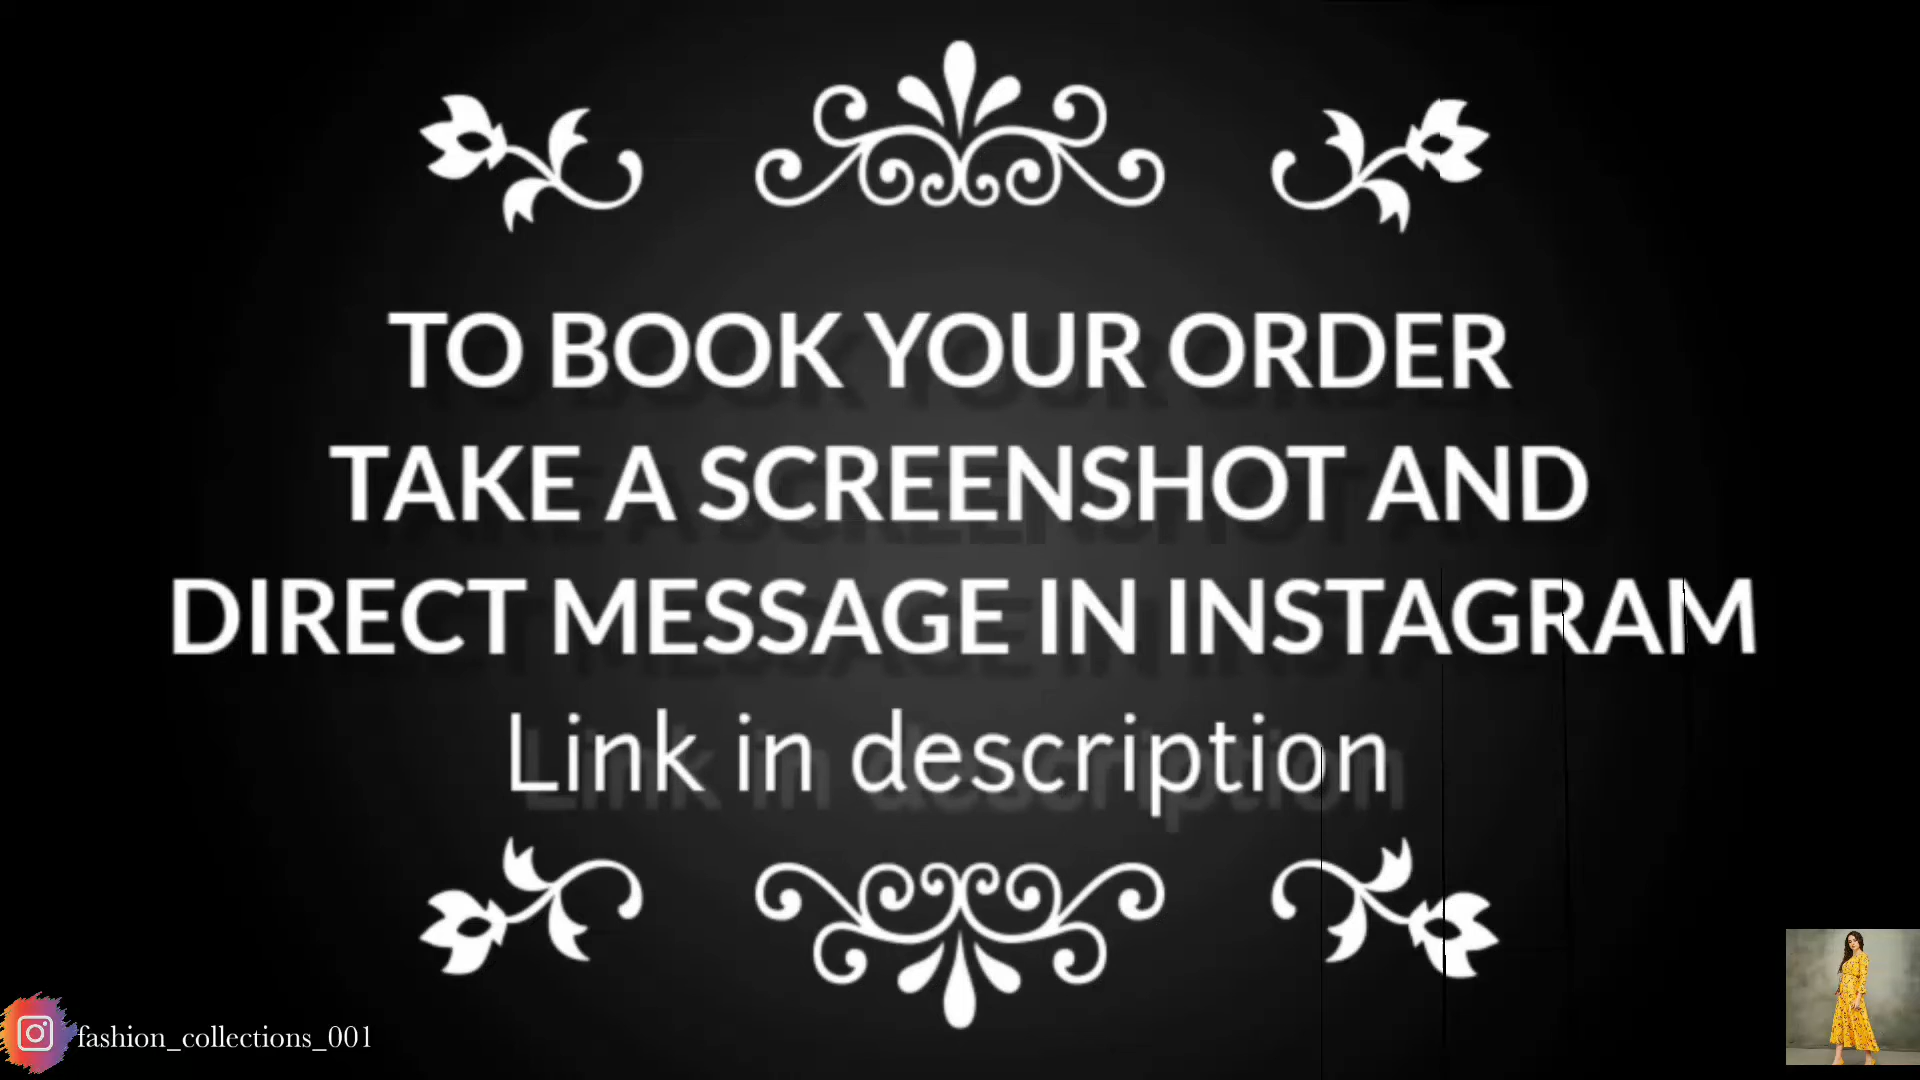 TO BOOK YOUR ORDER
TAKE A SCREENSHOT AND
DIRECT MESSAGE IN INSTAGRAM
Link in description
fashion_collections_001